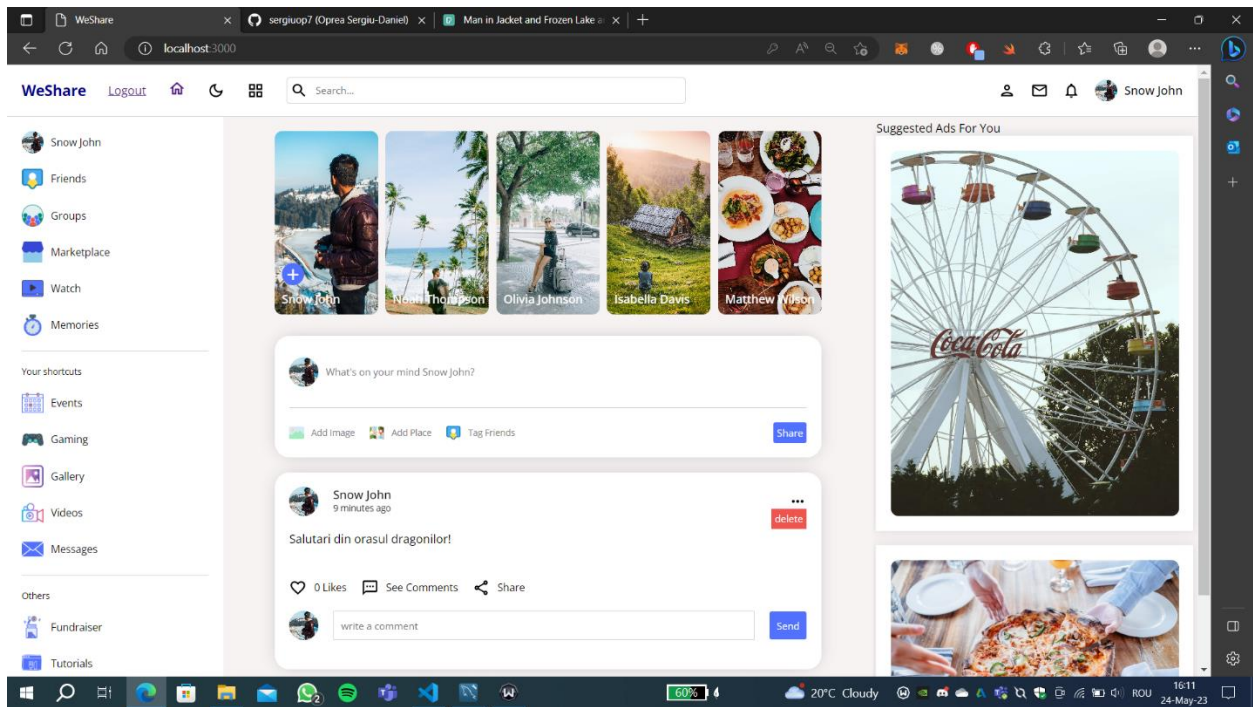 WeShare
sergiuop7 (Oprea Sergiu-Daniel)
Man in Jacket and Frozen Lake a
localhost:3000
WeShare Logout Search... Snow John
Snow John
Friends
Groups
Marketplace
Watch
Memories
Your shortcuts
Events
Gaming
Gallery
Videos
Messages
Others
Fundraiser
Tutorials
Snow John
Noah Thompson
Olivia Johnson
Isabella Davis
Matthew Wilson
What's on your mind Snow John?
Add Image Add Place Tag Friends Share
Snow John
9 minutes ago
delete
Salutari din orasul dragonilor!
0 Likes See Comments Share
write a comment Send
Suggested Ads For You
Coca-Cola
2
60%
20°C Cloudy
ROU
16:11
24-May-23